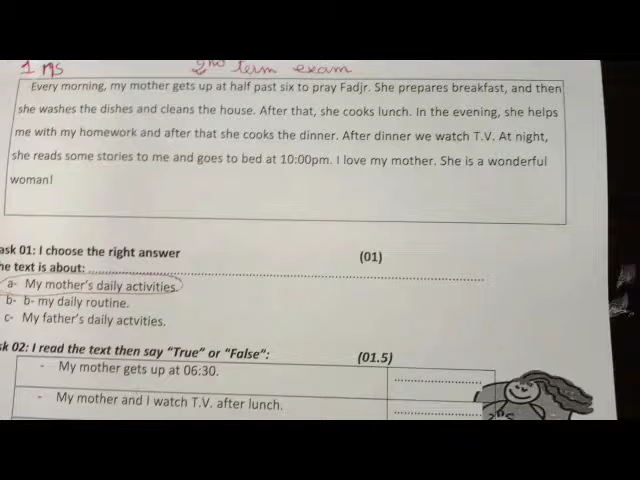 1 MS 2nd term exam
Every morning, my mother gets up at half past six to pray Fadjr. She prepares breakfast, and then
she washes the dishes and cleans the house. After that, she cooks lunch. In the evening, she helps
me with my homework and after that she cooks the dinner. After dinner we watch T.V. At night,
she reads some stories to me and goes to bed at 10:00pm. I love my mother. She is a wonderful
woman!
ask 01: I choose the right answer (01)
he text is about: ........................................
a- My mother's daily activities.
b- b- my daily routine.
c- My father's daily actvities.
sk 02: I read the text then say "True" or "False": (01.5)
- My mother gets up at 06:30. ........................
- My mother and I watch T.V. after lunch. ........................